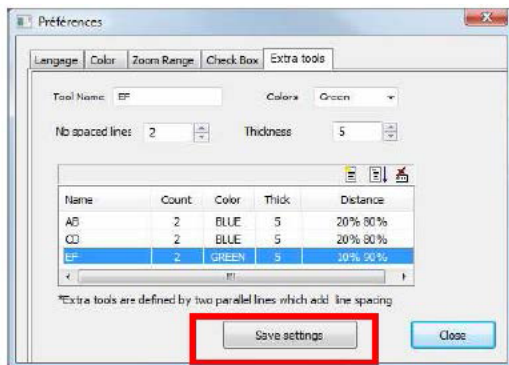 Préférences
Langage Color Zoom Range Check Box Extra tools
Tool Name EF Colors Green
Nb spaced lines 2 Thickness 5
Name Count Color Thick Distance
AB 2 BLUE 5 20% 80%
CD 2 BLUE 5 20% 80%
EF 2 GREEN 5 10% 90%
*Extra tools are defined by two parallel lines which add line spacing
Save settings Close